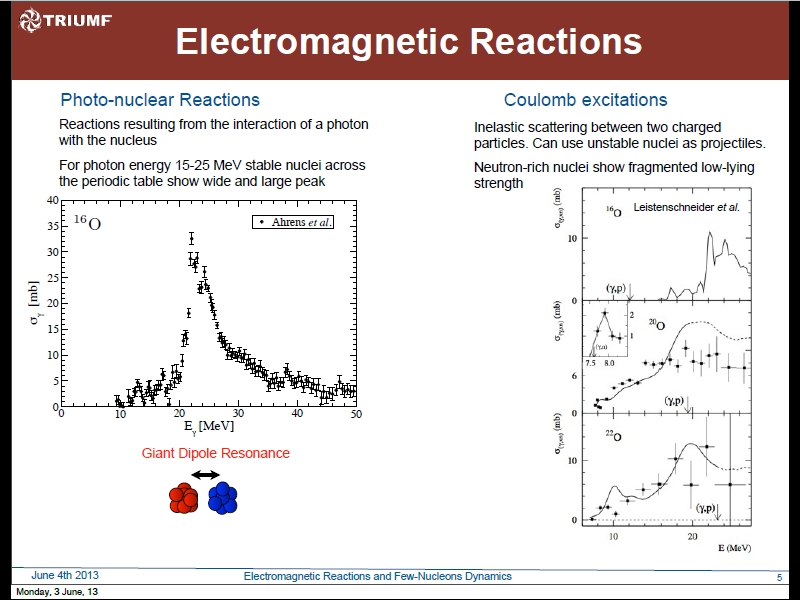 TRIUMF
Electromagnetic Reactions
Photo-nuclear Reactions
Reactions resulting from the interaction of a photon
with the nucleus
For photon energy 15-25 MeV stable nuclei across
the periodic table show wide and large peak
40
35
30
25
20
15
10
5
0
σγ [mb]
16O
Ahrens et al.
0 10 20 30 40 50
Eγ [MeV]
Giant Dipole Resonance
Coulomb excitations
Inelastic scattering between two charged
particles. Can use unstable nuclei as projectiles.
Neutron-rich nuclei show fragmented low-lying
strength
16O
Leistenschneider et al.
10
(γ,p)
0
20O
2
1
(γ,n)
7.5 8.0
6
(γ,p)
0
22O
10
(γ,p)
0
10 20
E (MeV)
June 4th 2013
Electromagnetic Reactions and Few-Nucleons Dynamics
5
Monday, 3 June, 13